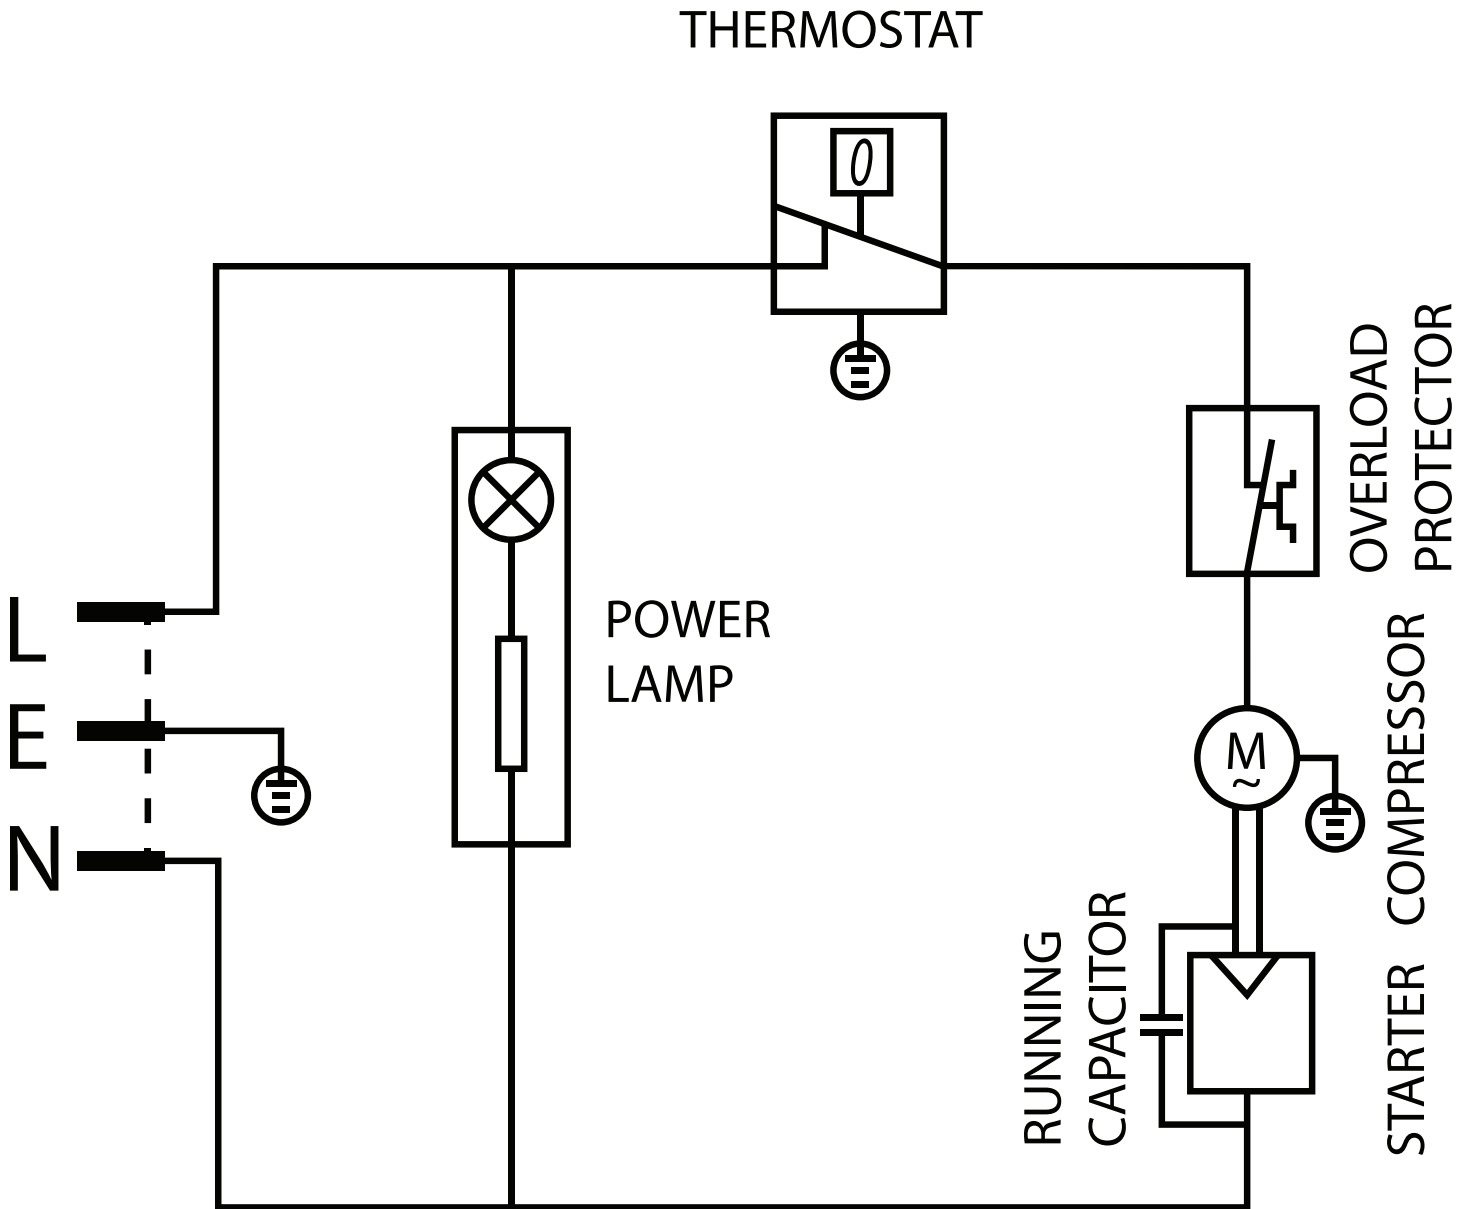 THERMOSTAT
0
OVERLOAD
PROTECTOR
L
E
N
POWER
LAMP
M
~
COMPRESSOR
RUNNING
CAPACITOR
STARTER